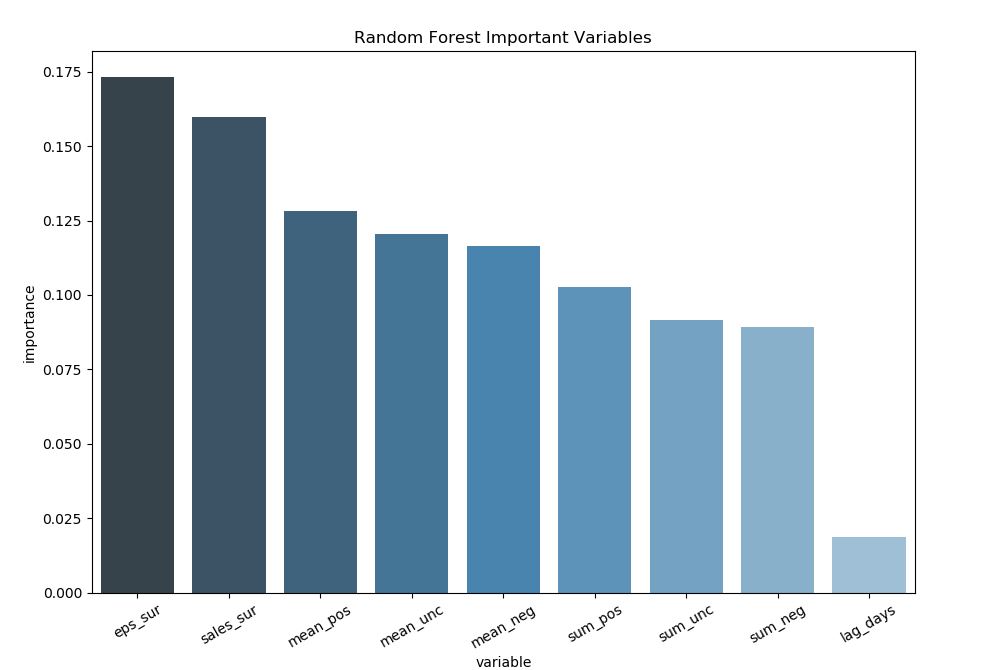 Random Forest Important Variables
0.175
0.150
0.125
0.100
0.075
0.050
0.025
0.000
importance
eps_sur
sales_sur
mean_pos
mean_unc
mean_neg
sum_pos
sum_unc
sum_neg
lag_days
variable